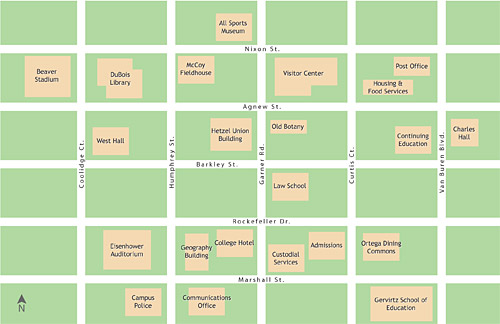 All Sports
Museum
Nixon St.
Beaver
Stadium
DuBois
Library
McCoy
Fieldhouse
Visitor Center
Post Office
Housing &
Food Services
Agnew St.
Coolidge Ct.
West Hall
Humphrey St.
Hetzel Union
Building
Garner Rd.
Old Botany
Curtis Ct.
Continuing
Education
Van Buren Blvd.
Charles
Hall
Barkley St.
Law School
Rockefeller Dr.
Eisenhower
Auditorium
Geography
Building
College Hotel
Custodial
Services
Admissions
Ortega Dining
Commons
Marshall St.
N
Campus
Police
Communications
Office
Gervirtz School of
Education